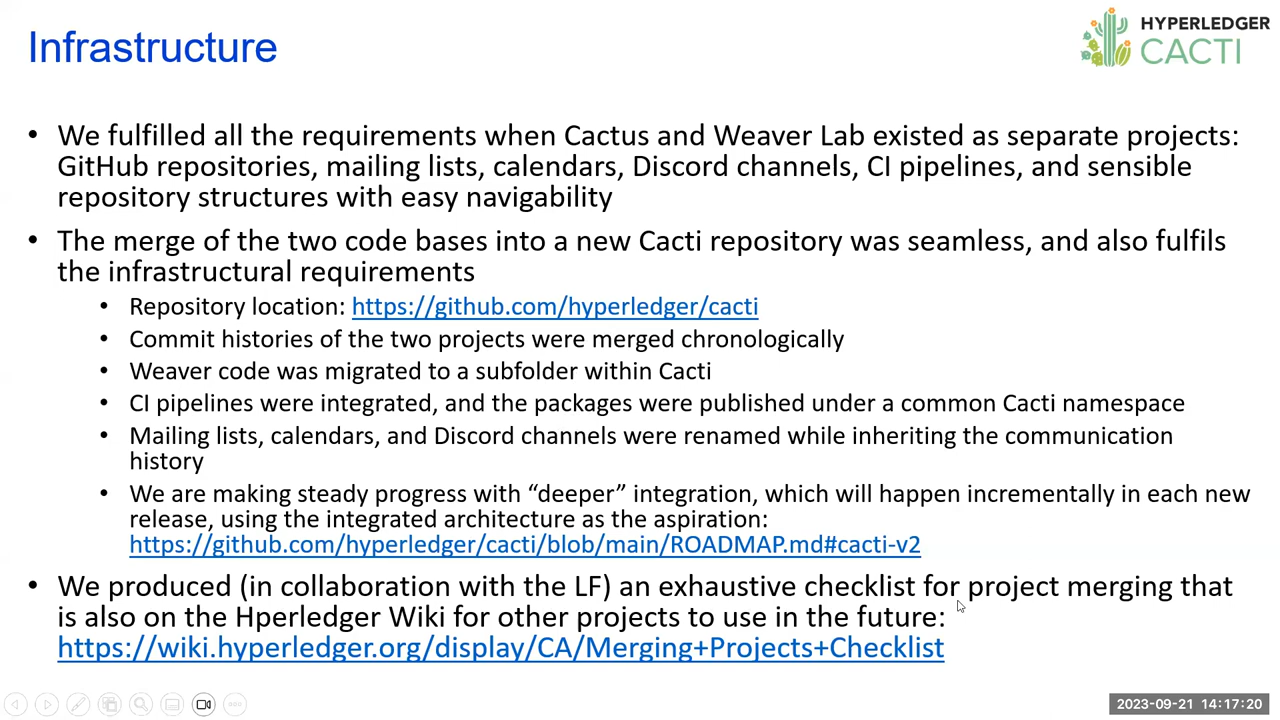 Infrastructure
HYPERLEDGER
CACTI
• We fulfilled all the requirements when Cactus and Weaver Lab existed as separate projects:
GitHub repositories, mailing lists, calendars, Discord channels, CI pipelines, and sensible
repository structures with easy navigability
• The merge of the two code bases into a new Cacti repository was seamless, and also fulfils
the infrastructural requirements
• Repository location: https://github.com/hyperledger/cacti
• Commit histories of the two projects were merged chronologically
• Weaver code was migrated to a subfolder within Cacti
• CI pipelines were integrated, and the packages were published under a common Cacti namespace
• Mailing lists, calendars, and Discord channels were renamed while inheriting the communication
history
• We are making steady progress with “deeper” integration, which will happen incrementally in each new
release, using the integrated architecture as the aspiration:
https://github.com/hyperledger/cacti/blob/main/ROADMAP.md#cacti-v2
• We produced (in collaboration with the LF) an exhaustive checklist for project merging that
is also on the Hperledger Wiki for other projects to use in the future:
https://wiki.hyperledger.org/display/CA/Merging+Projects+Checklist
2023-09-21 14:17:20